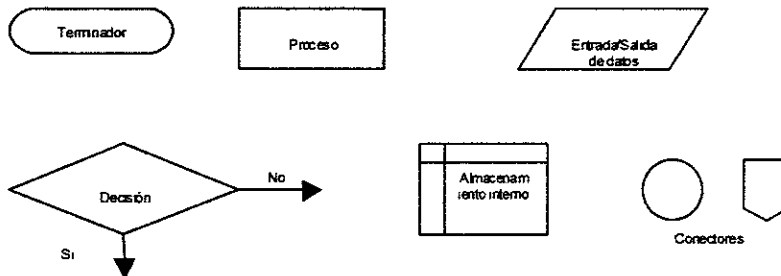 Terminador
Proceso
Entrada/Salida
de datos
Decisión
No
Si
Almacenam
iento interno
Conectores